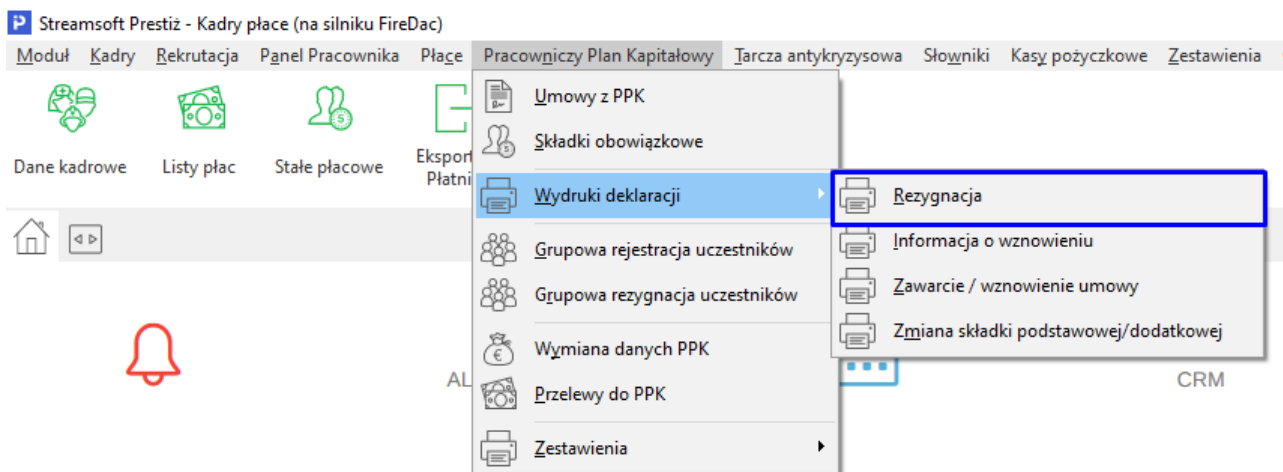 Streamsoft Prestiż - Kadry płace (na silniku FireDac)
Moduł Kadry Rekrutacja Panel Pracownika Płace Pracowniczy Plan Kapitałowy Tarcza antykryzysowa Słowniki Kasy pożyczkowe Zestawienia
Dane kadrowe Listy płac Stałe płacowe Eksport
Płatni
Umowy z PPK
Składki obowiązkowe
Wydruki deklaracji
Grupowa rejestracja uczestników
Grupowa rezygnacja uczestników
Wymiana danych PPK
Przelewy do PPK
Zestawienia
Rezygnacja
Informacja o wznowieniu
Zawarcie / wznowienie umowy
Zmiana składki podstawowej/dodatkowej
AL
CRM